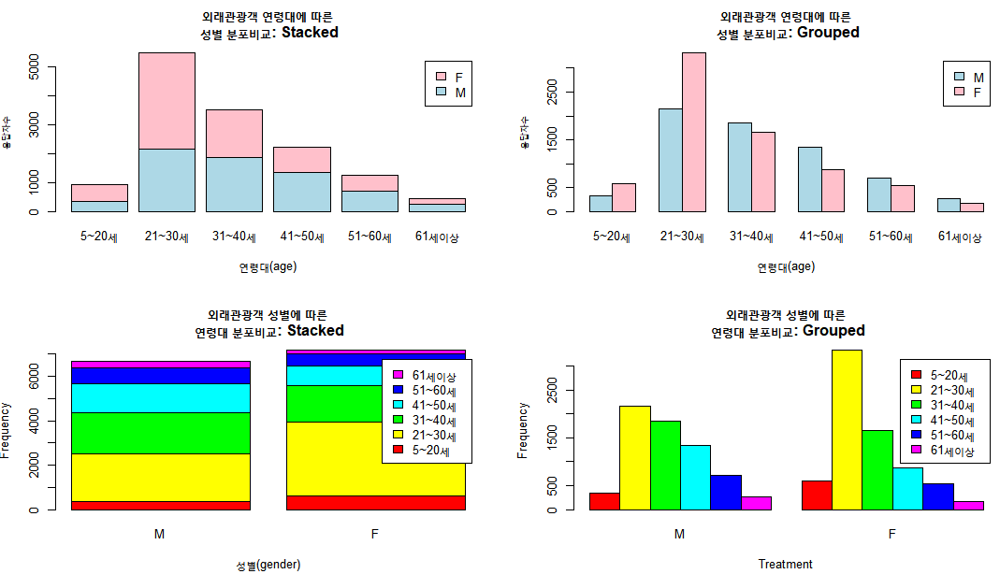 외래관광객 연령대에 따른
성별 분포비교: Stacked
응답자수
5000
3000
1000
0
F
M
5~20세 21~30세 31~40세 41~50세 51~60세 61세이상
연령대(age)
외래관광객 연령대에 따른
성별 분포비교: Grouped
응답자수
2500
1500
500
0
M
F
5~20세 21~30세 31~40세 41~50세 51~60세 61세이상
연령대(age)
외래관광객 성별에 따른
연령대 분포비교: Stacked
Frequency
6000
4000
2000
0
61세이상
51~60세
41~50세
31~40세
21~30세
5~20세
M F
성별(gender)
외래관광객 성별에 따른
연령대 분포비교: Grouped
Frequency
2500
1500
500
0
5~20세
21~30세
31~40세
41~50세
51~60세
61세이상
M F
Treatment